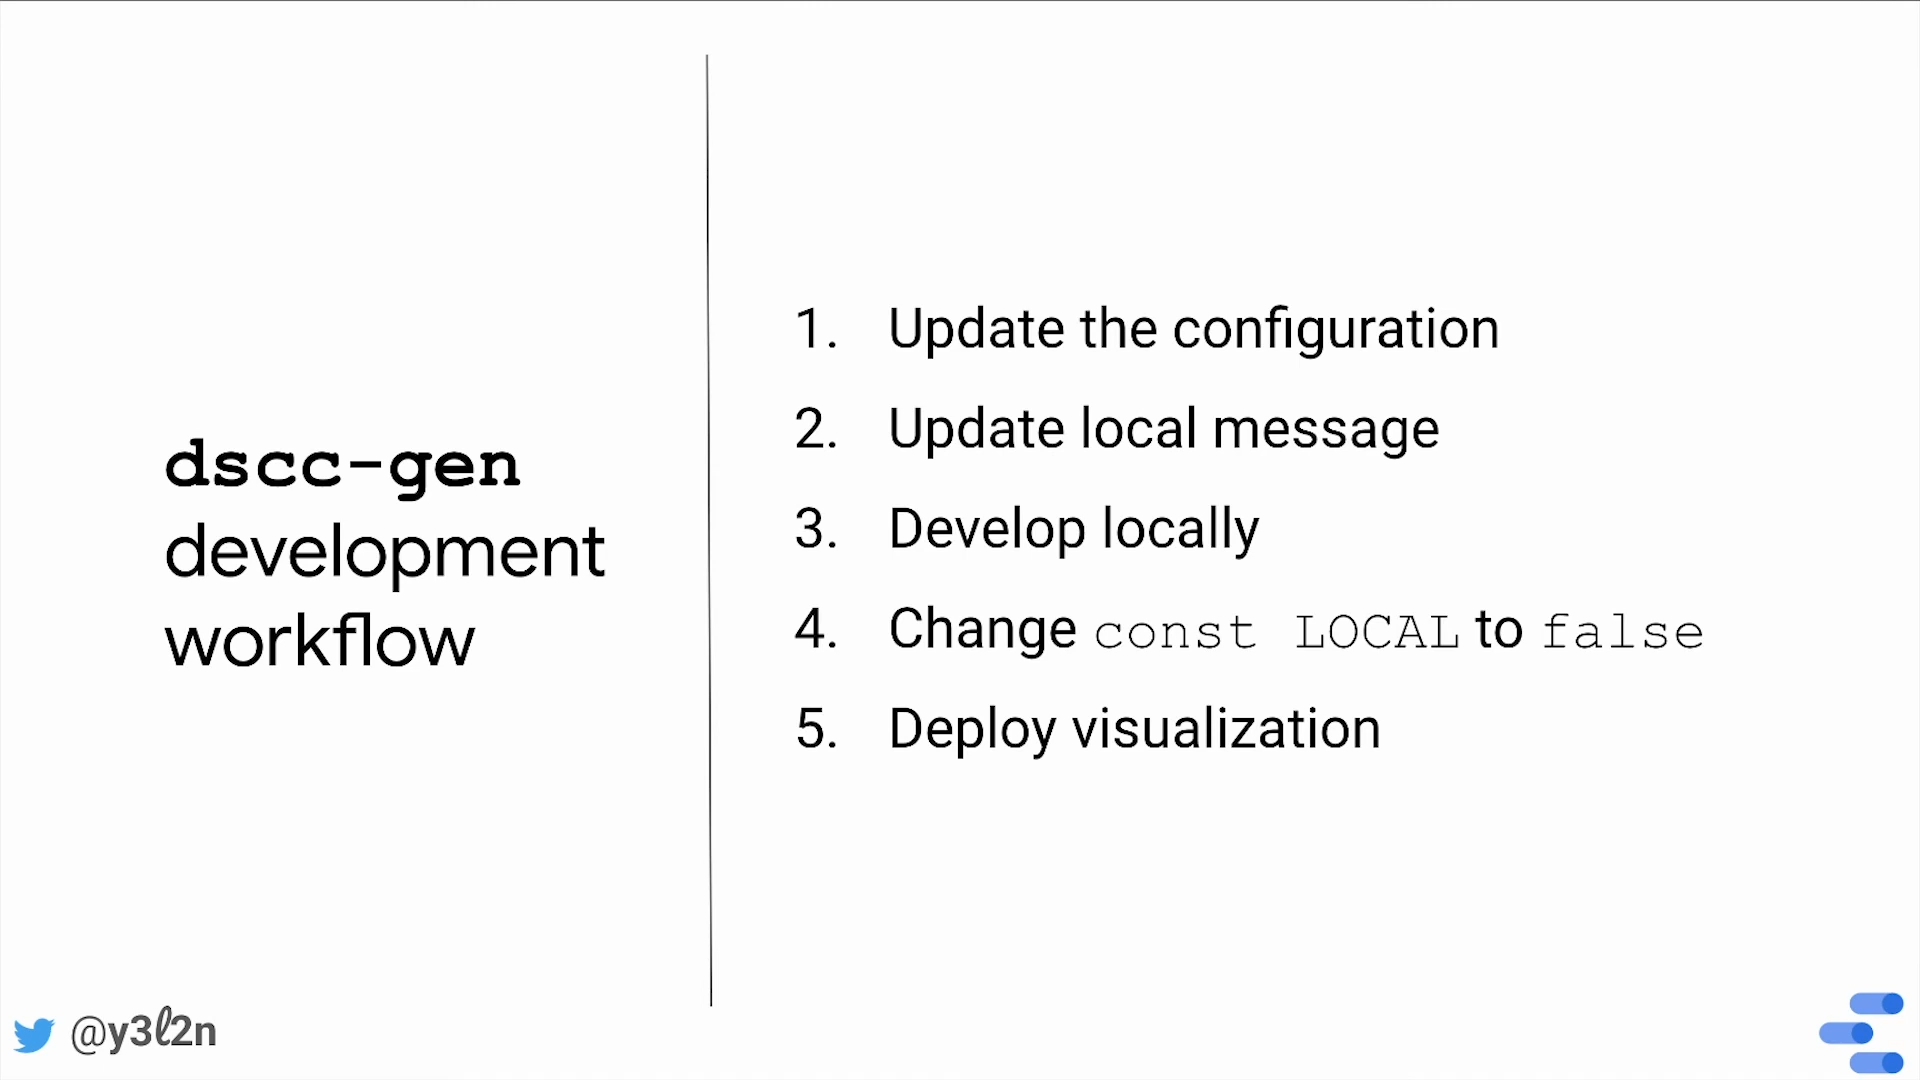 dscc-gen
development
workflow
1. Update the configuration
2. Update local message
3. Develop locally
4. Change const LOCAL to false
5. Deploy visualization
@y3ℓ2n